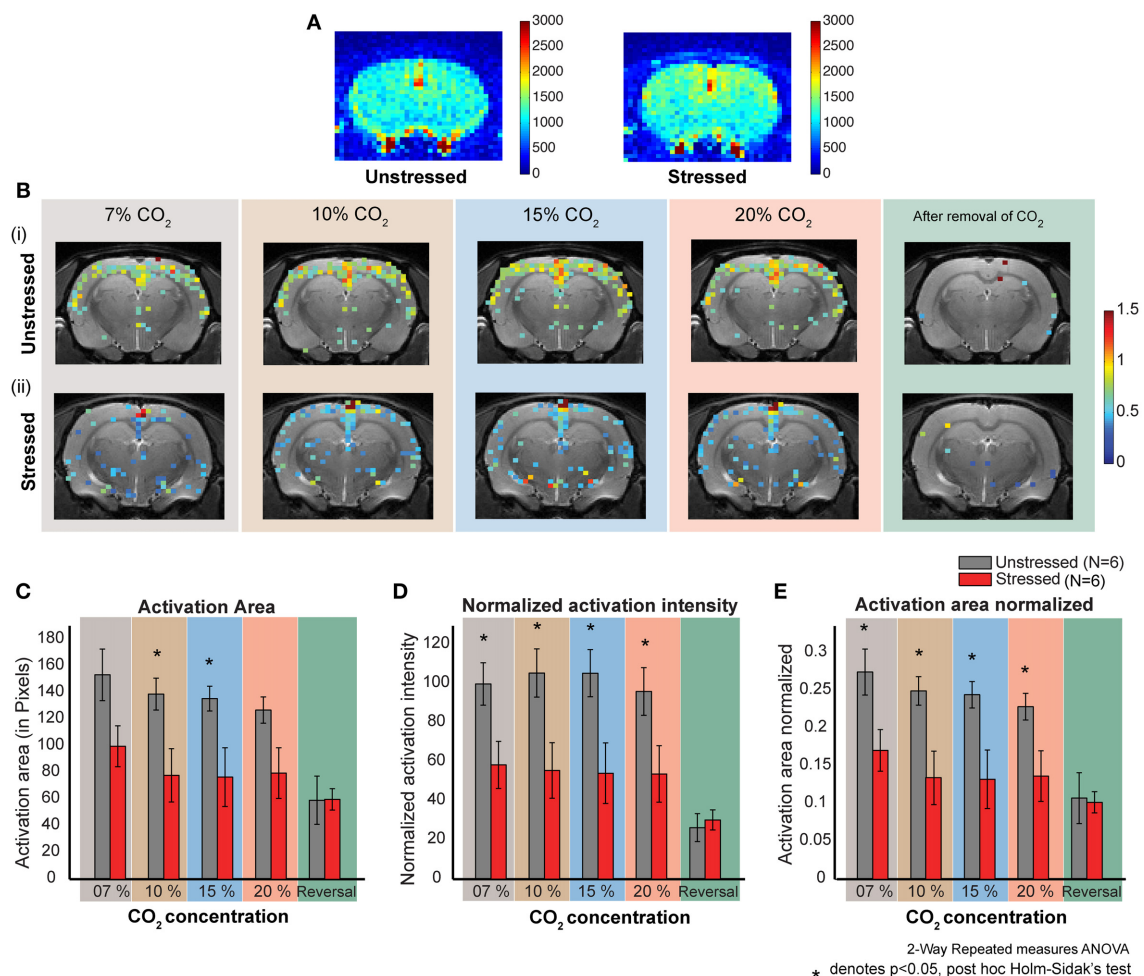 A
3000
2500
2000
1500
1000
500
0
Unstressed
3000
2500
2000
1500
1000
500
0
Stressed
B
7% CO2
10% CO2
15% CO2
20% CO2
After removal of CO2
(i)
Unstressed
(ii)
Stressed
1.5
1
0.5
0
Unstressed (N=6)
Stressed (N=6)
C
Activation Area
Activation area (in Pixels)
180
160
140
120
100
80
60
40
20
0
07 %
10 %
15 %
20 %
Reversal
* *
CO2 concentration
D
Normalized activation intensity
Normalized activation intensity
120
100
80
60
40
20
0
07 %
10 %
15 %
20 %
Reversal
* * * *
CO2 concentration
E
Activation area normalized
Activation area normalized
0.3
0.25
0.2
0.15
0.1
0.05
0
07 %
10 %
15 %
20 %
Reversal
* * * *
CO2 concentration
2-Way Repeated measures ANOVA
* denotes p<0.05, post hoc Holm-Sidak's test